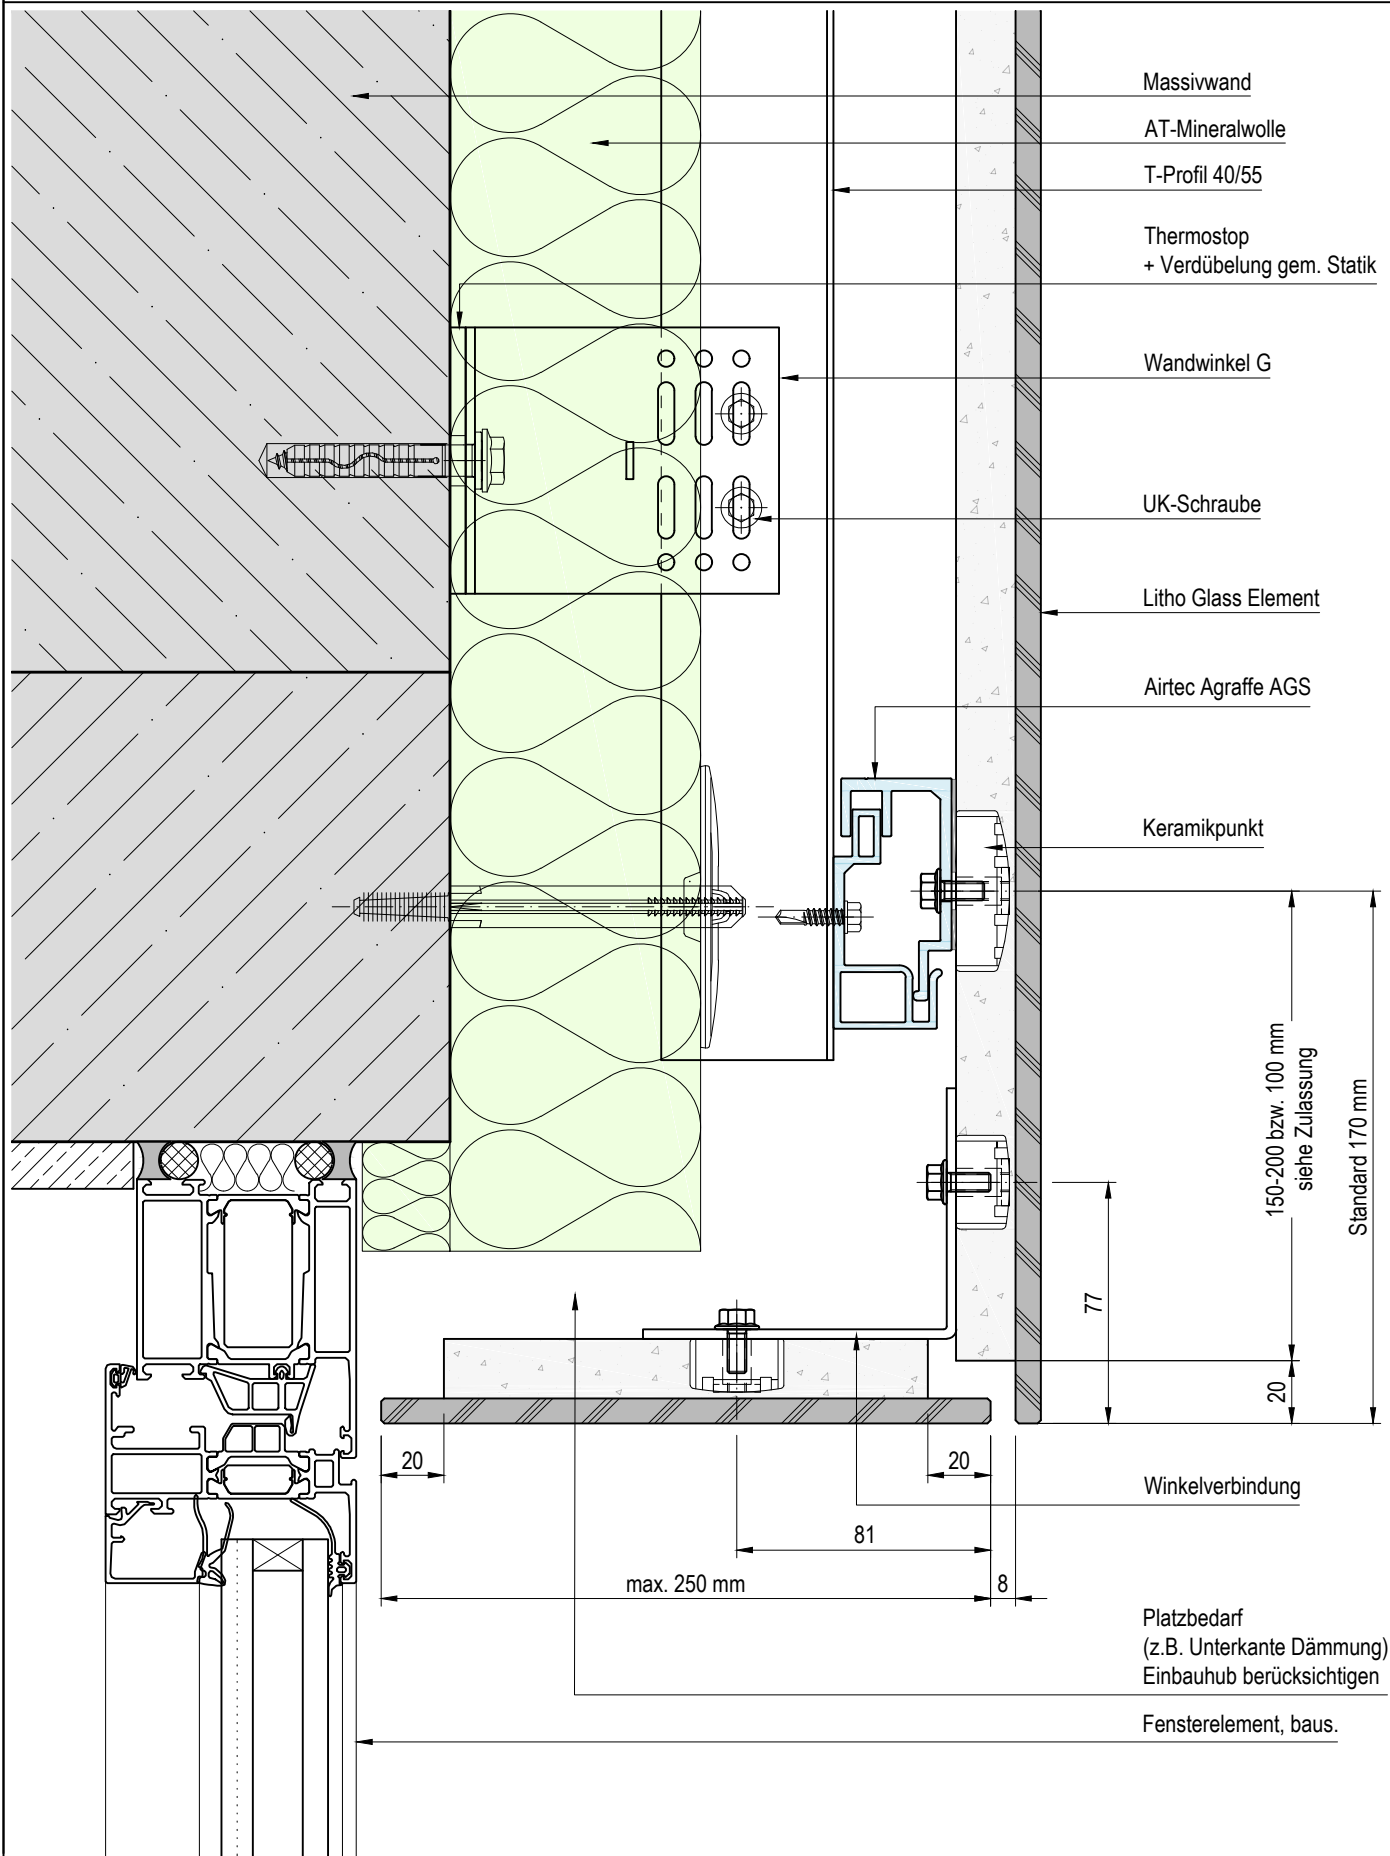 Massivwand
AT-Mineralwolle
T-Profil 40/55
Thermostop
+ Verdübelung gem. Statik
Wandwinkel G
UK-Schraube
Litho Glass Element
Airtec Agraffe AGS
Keramikpunkt
150-200 bzw. 100 mm
siehe Zulassung
Standard 170 mm
77
20
20
20
Winkelverbindung
81
max. 250 mm
8
Platzbedarf
(z.B. Unterkante Dämmung)
Einbauhub berücksichtigen
Fensterelement, baus.